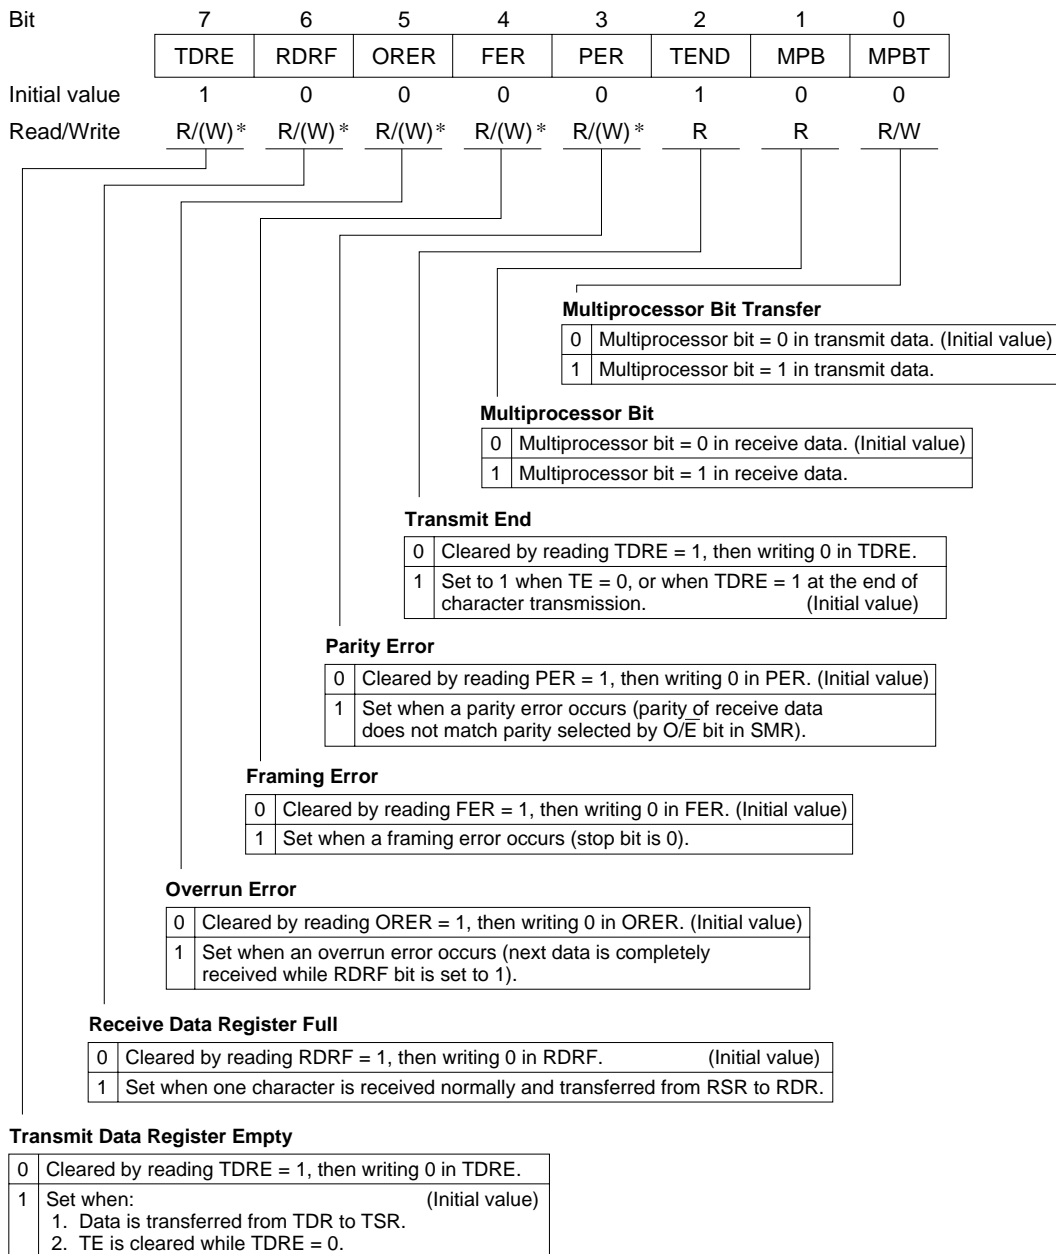 Bit 7 6 5 4 3 2 1 0
TDRE RDRF ORER FER PER TEND MPB MPBT
Initial value 1 0 0 0 0 1 0 0
Read/Write R/(W)* R/(W)* R/(W)* R/(W)* R/(W)* R R R/W
Multiprocessor Bit Transfer
0 Multiprocessor bit = 0 in transmit data. (Initial value)
1 Multiprocessor bit = 1 in transmit data.
Multiprocessor Bit
0 Multiprocessor bit = 0 in receive data. (Initial value)
1 Multiprocessor bit = 1 in receive data.
Transmit End
0 Cleared by reading TDRE = 1, then writing 0 in TDRE.
1 Set to 1 when TE = 0, or when TDRE = 1 at the end of
character transmission. (Initial value)
Parity Error
0 Cleared by reading PER = 1, then writing 0 in PER. (Initial value)
1 Set when a parity error occurs (parity of receive data
does not match parity selected by O/E̅ bit in SMR).
Framing Error
0 Cleared by reading FER = 1, then writing 0 in FER. (Initial value)
1 Set when a framing error occurs (stop bit is 0).
Overrun Error
0 Cleared by reading ORER = 1, then writing 0 in ORER. (Initial value)
1 Set when an overrun error occurs (next data is completely
received while RDRF bit is set to 1).
Receive Data Register Full
0 Cleared by reading RDRF = 1, then writing 0 in RDRF. (Initial value)
1 Set when one character is received normally and transferred from RSR to RDR.
Transmit Data Register Empty
0 Cleared by reading TDRE = 1, then writing 0 in TDRE.
1 Set when: (Initial value)
1. Data is transferred from TDR to TSR.
2. TE is cleared while TDRE = 0.